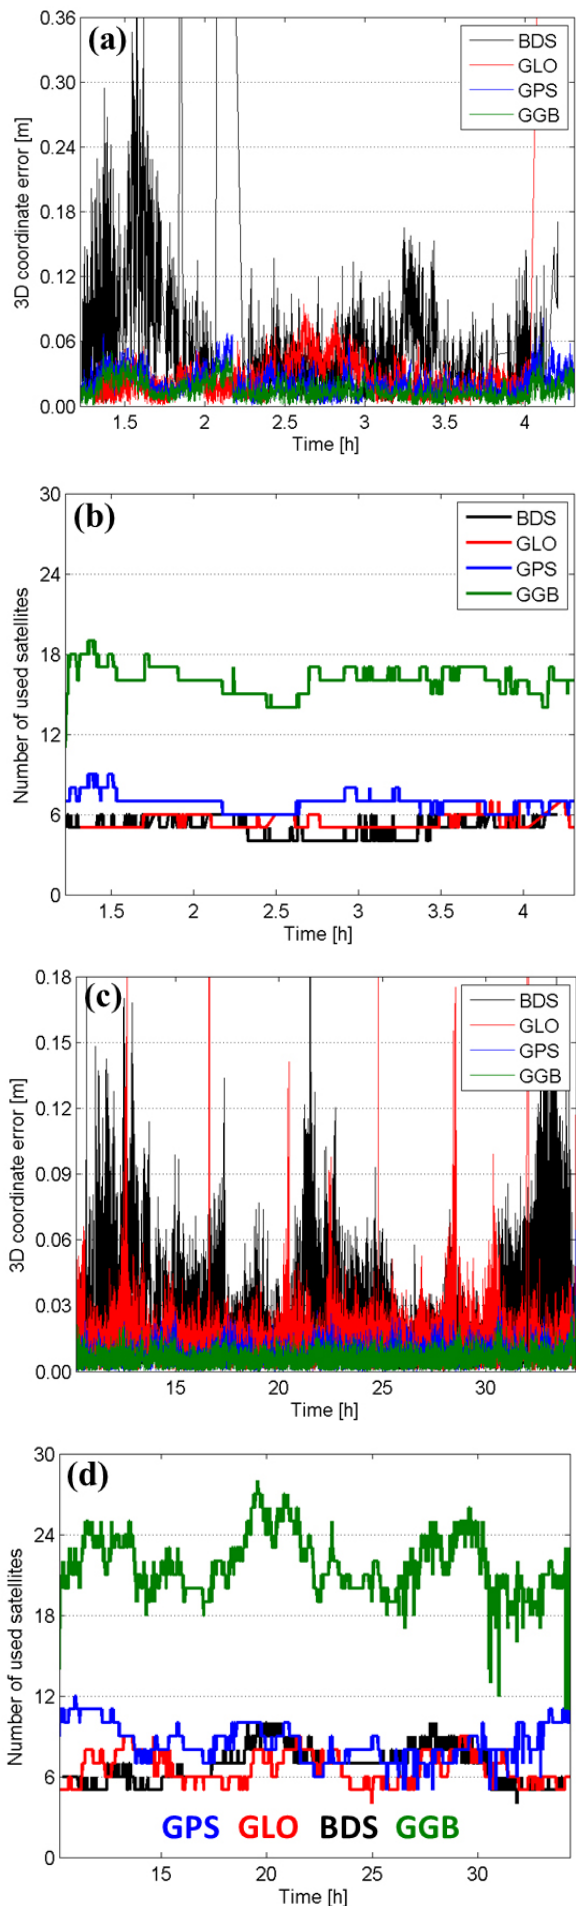 (a)
BDS
GLO
GPS
GGB
0.36
0.30
0.24
0.18
0.12
0.06
0.00
3D coordinate error [m]
1.5 2 2.5 3 3.5 4
Time [h]
(b)
BDS
GLO
GPS
GGB
30
24
18
12
6
0
Number of used satellites
1.5 2 2.5 3 3.5 4
Time [h]
(c)
BDS
GLO
GPS
GGB
0.18
0.15
0.12
0.09
0.06
0.03
0.00
3D coordinate error [m]
15 20 25 30
Time [h]
(d)
30
24
18
12
6
0
Number of used satellites
GPS GLO BDS GGB
15 20 25 30
Time [h]